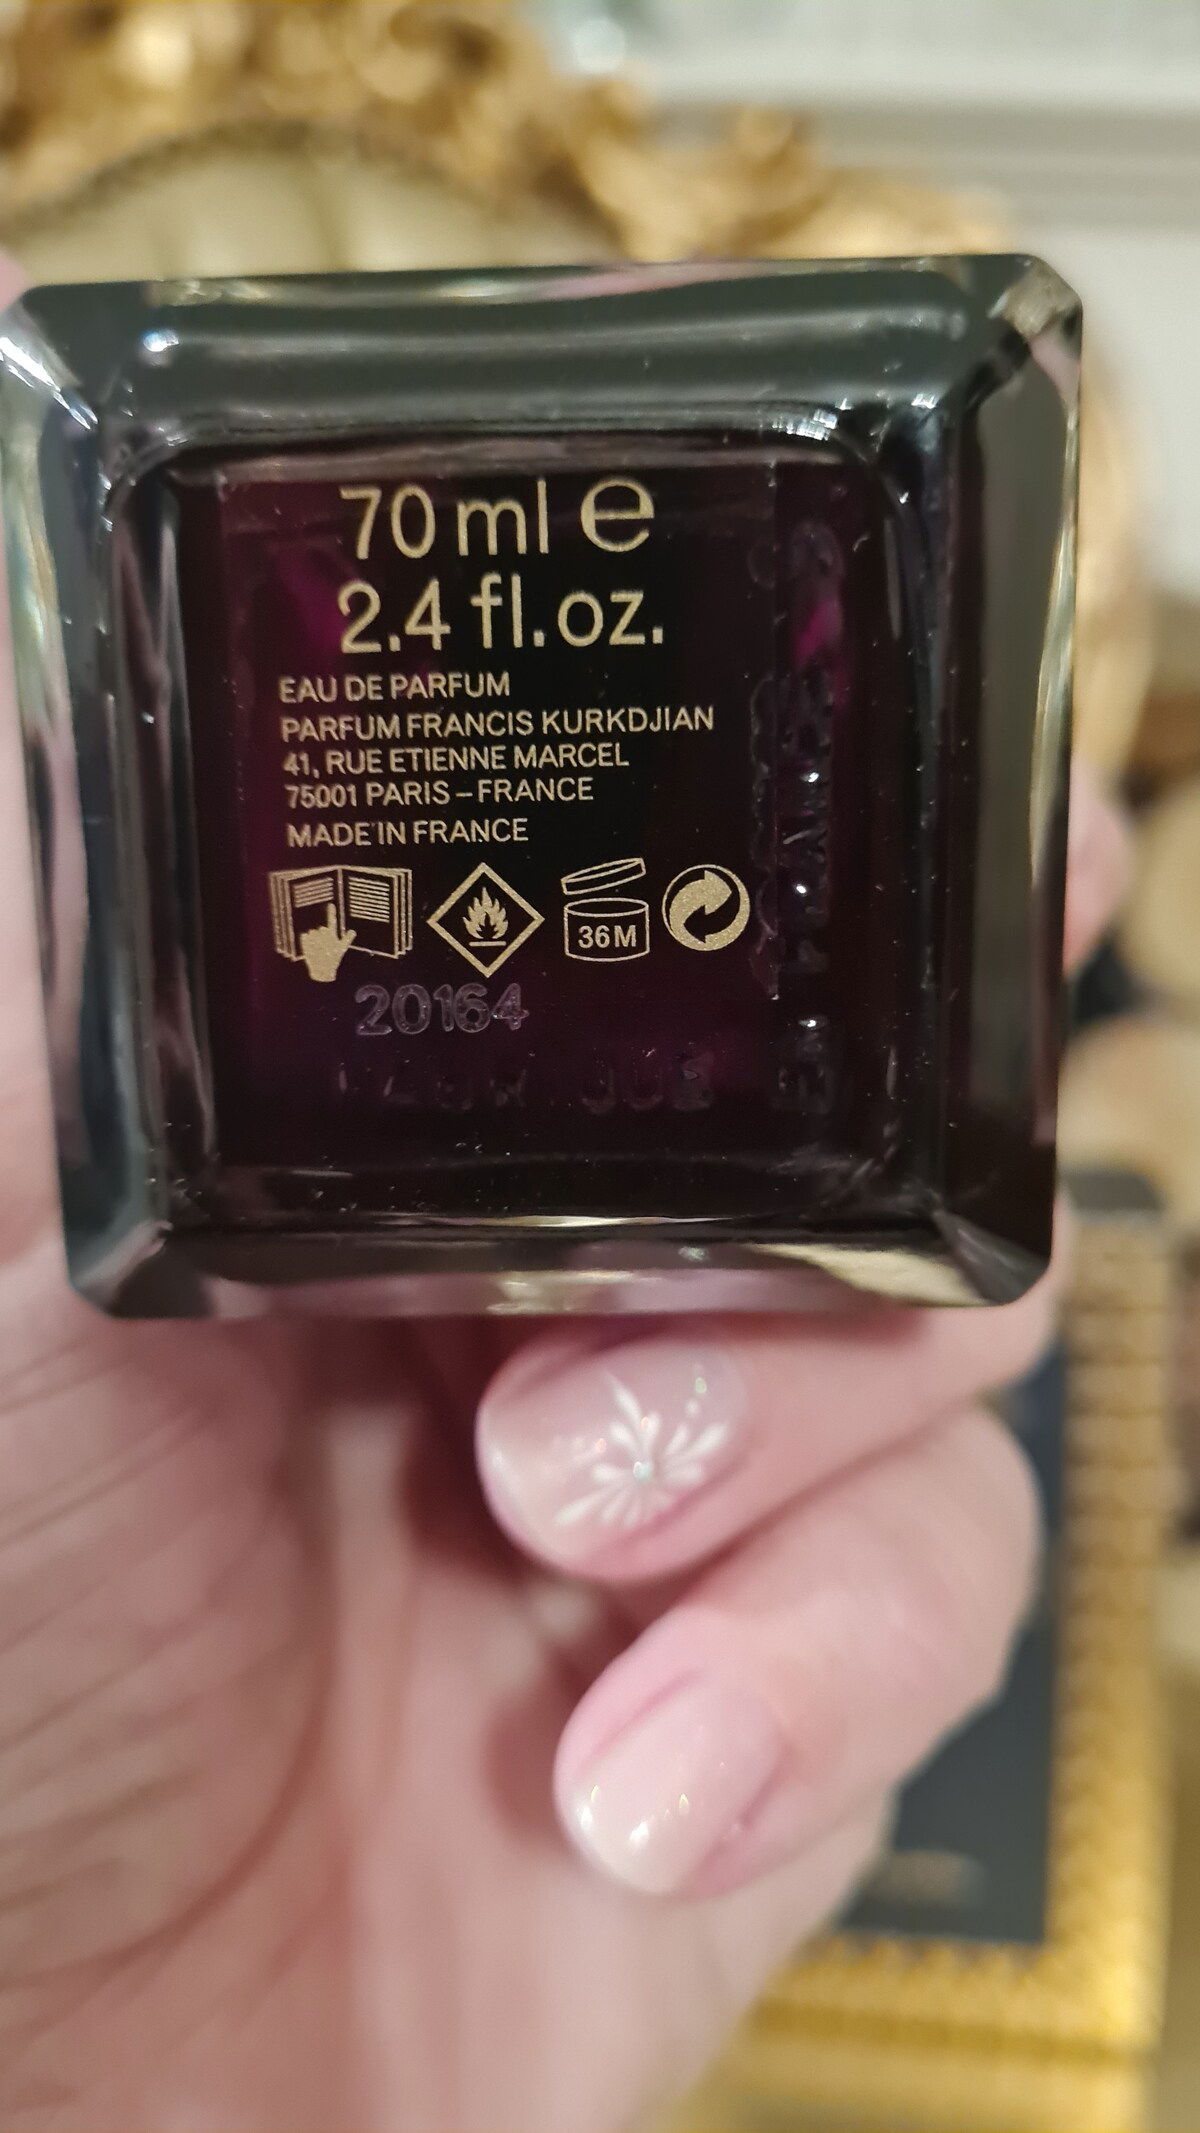 70 ml e
2.4 fl.oz.
EAU DE PARFUM
PARFUM FRANCIS KURKDJIAN
41, RUE ETIENNE MARCEL
75001 PARIS – FRANCE
MADE IN FRANCE
36M
20164